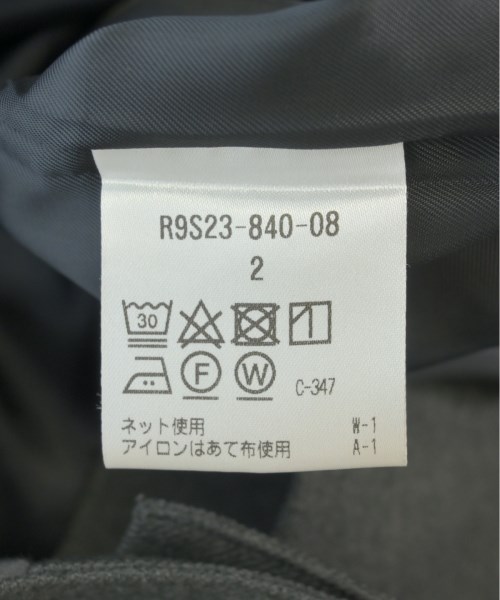 R9S23-840-08
2
30
F W C-347
ネット使用 W-1
アイロンはあて布使用 A-1